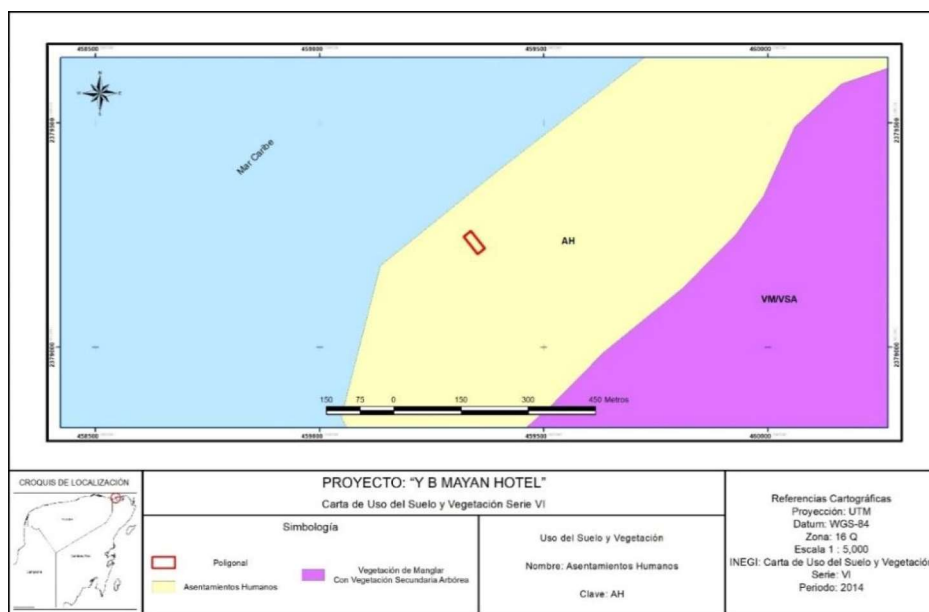 458500
459000
459500
460000
2379500
2379500
Mar Caribe
AH
VM/VSA
2379000
2379000
150 75 0 150 300 450 Metros
458500
459000
459500
460000
CROQUIS DE LOCALIZACIÓN
PROYECTO: “Y B MAYAN HOTEL”
Carta de Uso del Suelo y Vegetación Serie VI
Simbología
Poligonal
Asentamientos Humanos
Vegetación de Manglar
Con Vegetación Secundaria Arbórea
Uso del Suelo y Vegetación
Nombre: Asentamientos Humanos
Clave: AH
Referencias Cartográficas
Proyección: UTM
Datum: WGS-84
Zona: 16 Q
Escala 1 : 5,000
INEGI: Carta de Uso del Suelo y Vegetación
Serie: VI
Periodo: 2014